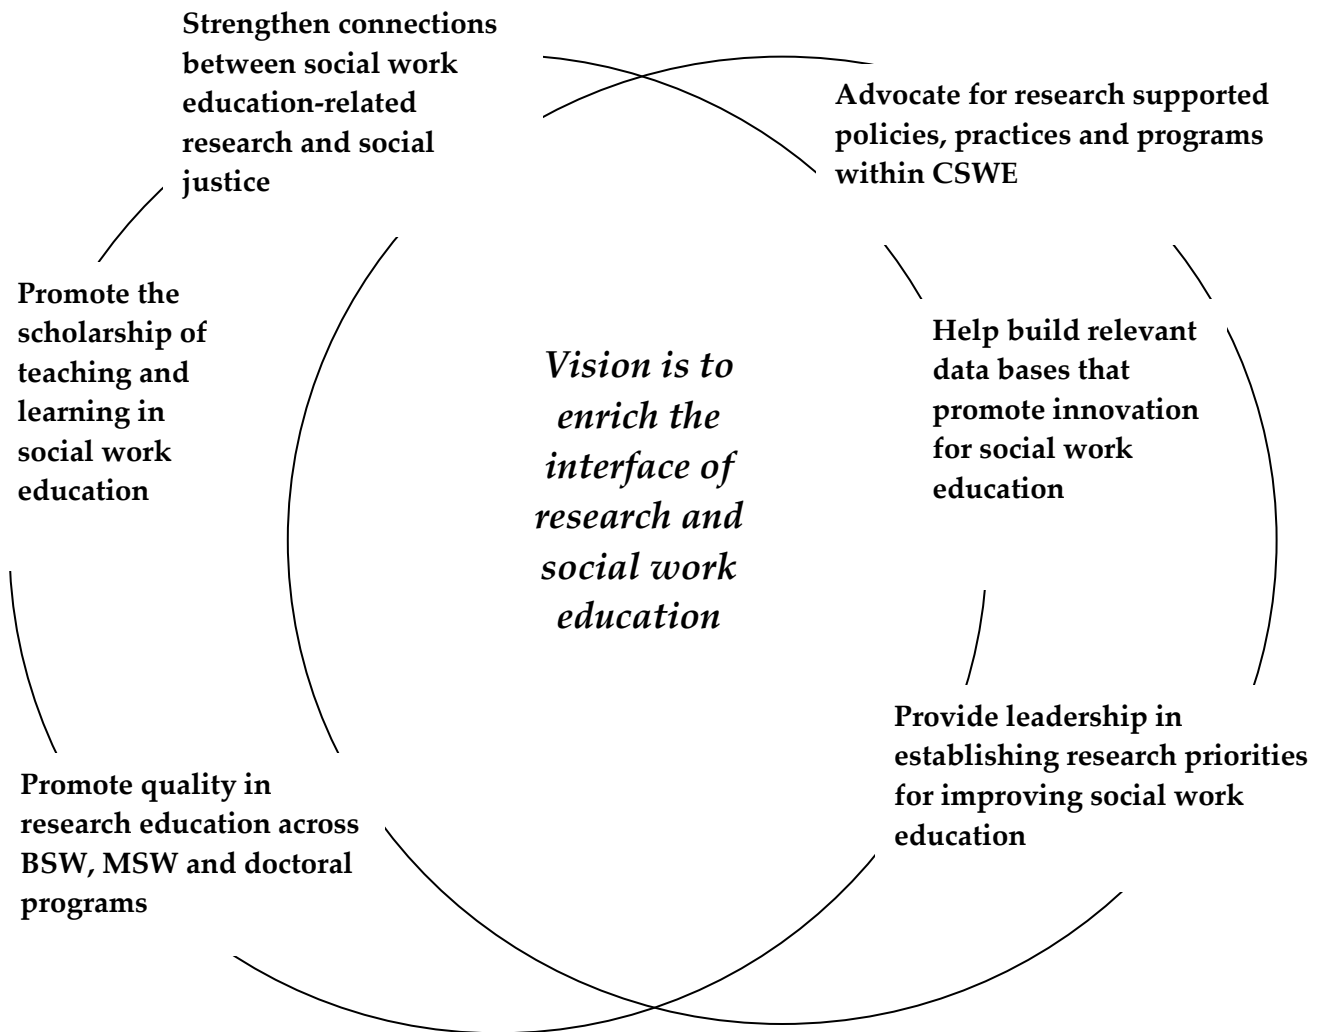 Strengthen connections
between social work
education-related
research and social
justice
Advocate for research supported
policies, practices and programs
within CSWE
Promote the
scholarship of
teaching and
learning in
social work
education
Vision is to
enrich the
interface of
research and
social work
education
Help build relevant
data bases that
promote innovation
for social work
education
Promote quality in
research education across
BSW, MSW and doctoral
programs
Provide leadership in
establishing research priorities
for improving social work
education